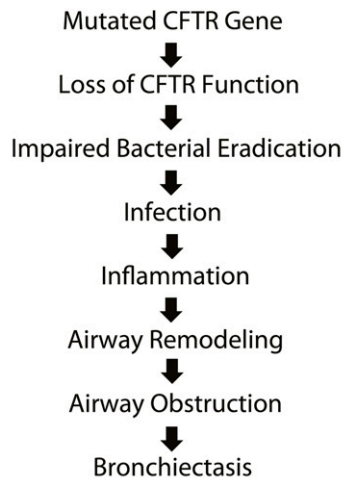 Mutated CFTR Gene
Loss of CFTR Function
Impaired Bacterial Eradication
Infection
Inflammation
Airway Remodeling
Airway Obstruction
Bronchiectasis